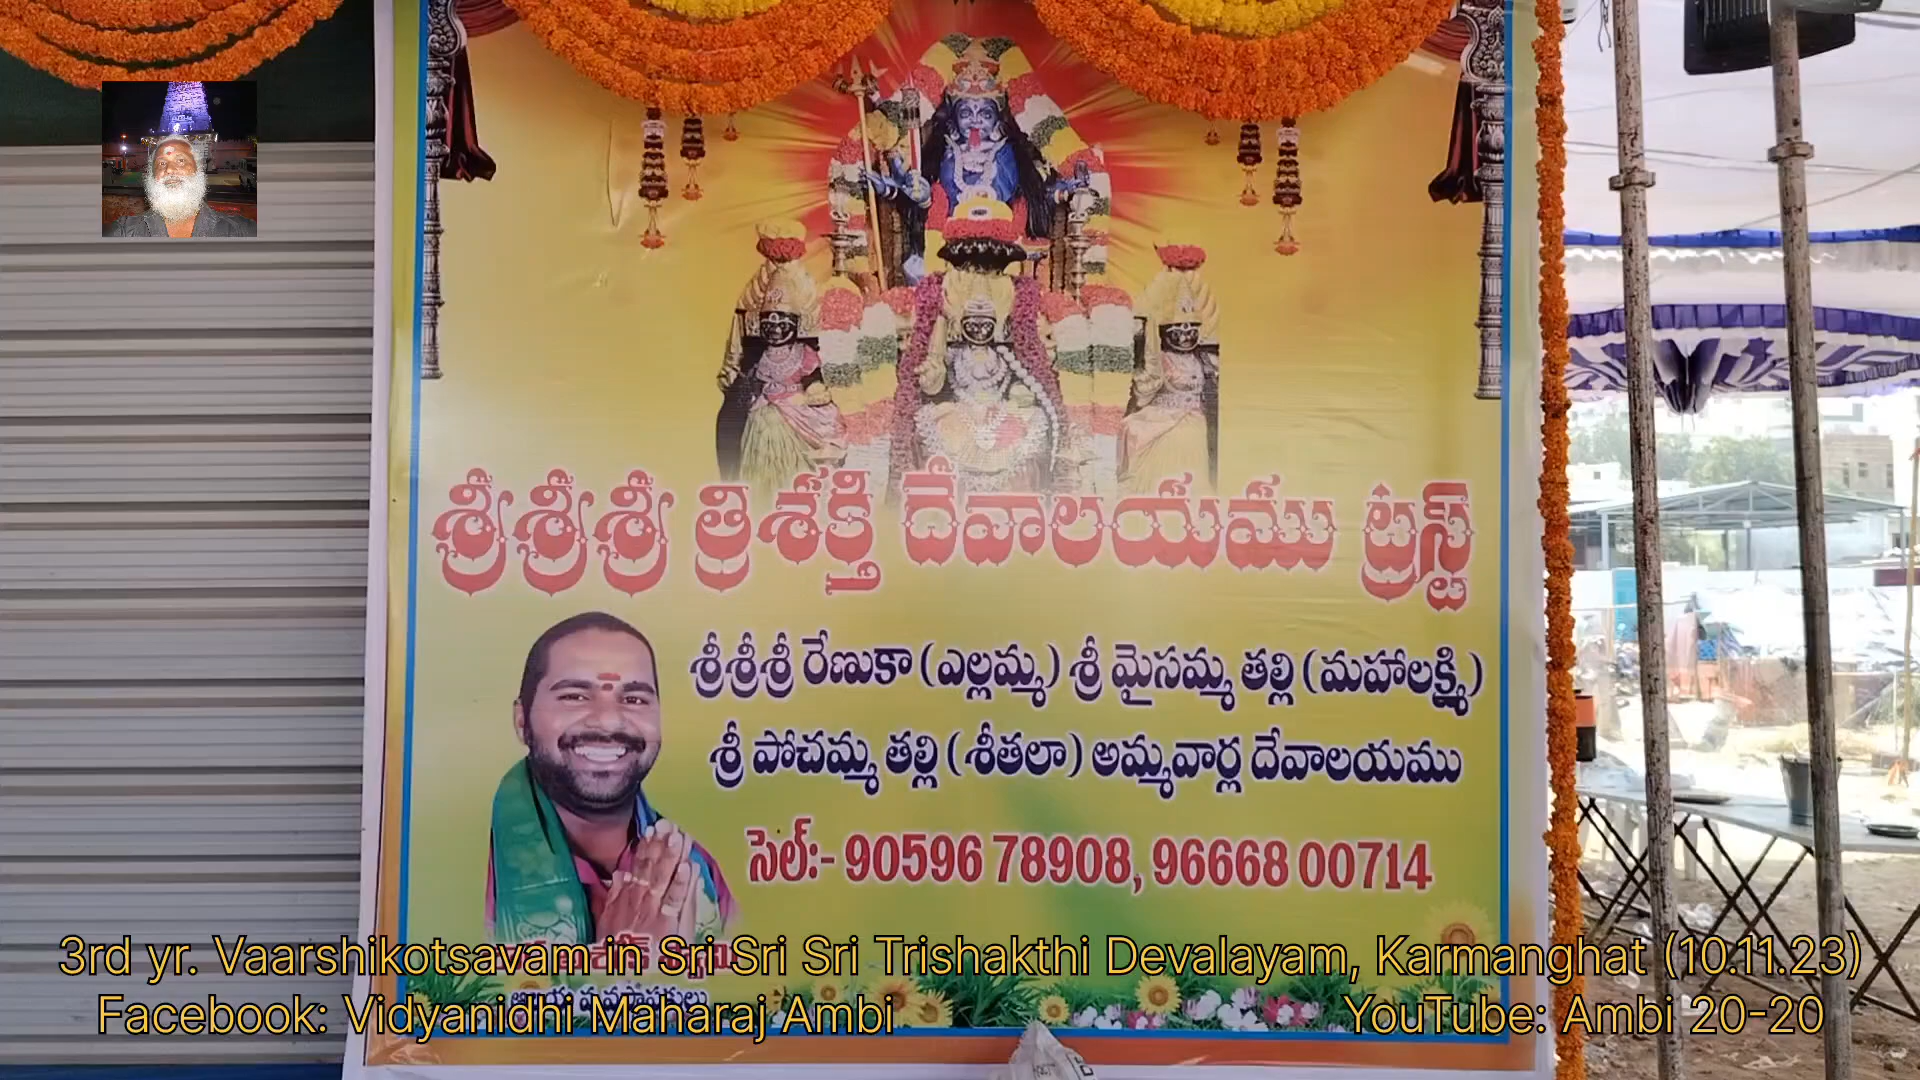 శ్రీశ్రీశ్రీ త్రిశక్తి దేవాలయము ట్రస్ట్
శ్రీశ్రీశ్రీ రేణుకా (ఎల్లమ్మ) శ్రీ మైసమ్మ తల్లి (మహాలక్ష్మి)
శ్రీ పోచమ్మ తల్లి (శీతలా) అమ్మవార్ల దేవాలయము
సెల్:- 90596 78908, 96668 00714
3rd yr. Vaarshikotsavam in Sri Sri Sri Trishakthi Devalayam, Karmanghat (10.11.23)
Facebook: Vidyanidhi Maharaj Ambi YouTube: Ambi 20-20